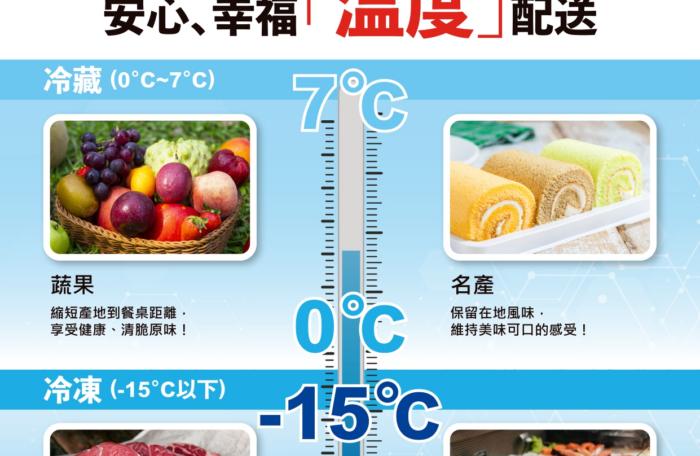 安心、幸福「溫度」配送
冷藏 (0°C~7°C)
7°C
蔬果
縮短產地到餐桌距離，
享受健康、清脆原味！
名產
保留在地風味，
維持美味可口的感受！
0°C
冷凍 (-15°C以下)
-15°C